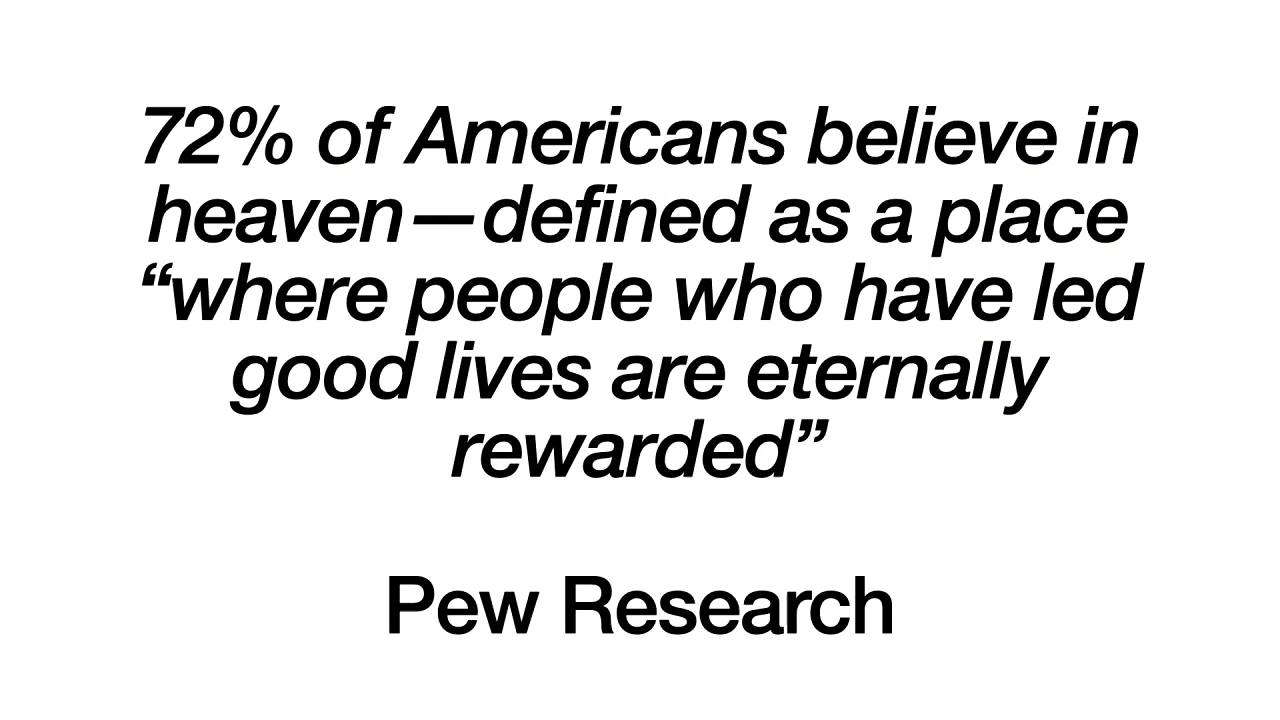 72% of Americans believe in
heaven—defined as a place
“where people who have led
good lives are eternally
rewarded”
Pew Research